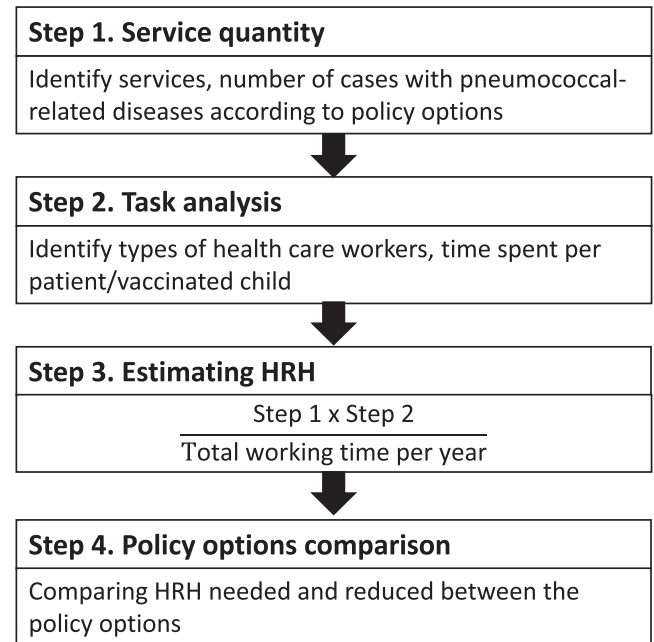 Step 1. Service quantity
Identify services, number of cases with pneumococcal-
related diseases according to policy options
Step 2. Task analysis
Identify types of health care workers, time spent per
patient/vaccinated child
Step 3. Estimating HRH
Step 1 x Step 2
Total working time per year
Step 4. Policy options comparison
Comparing HRH needed and reduced between the
policy options